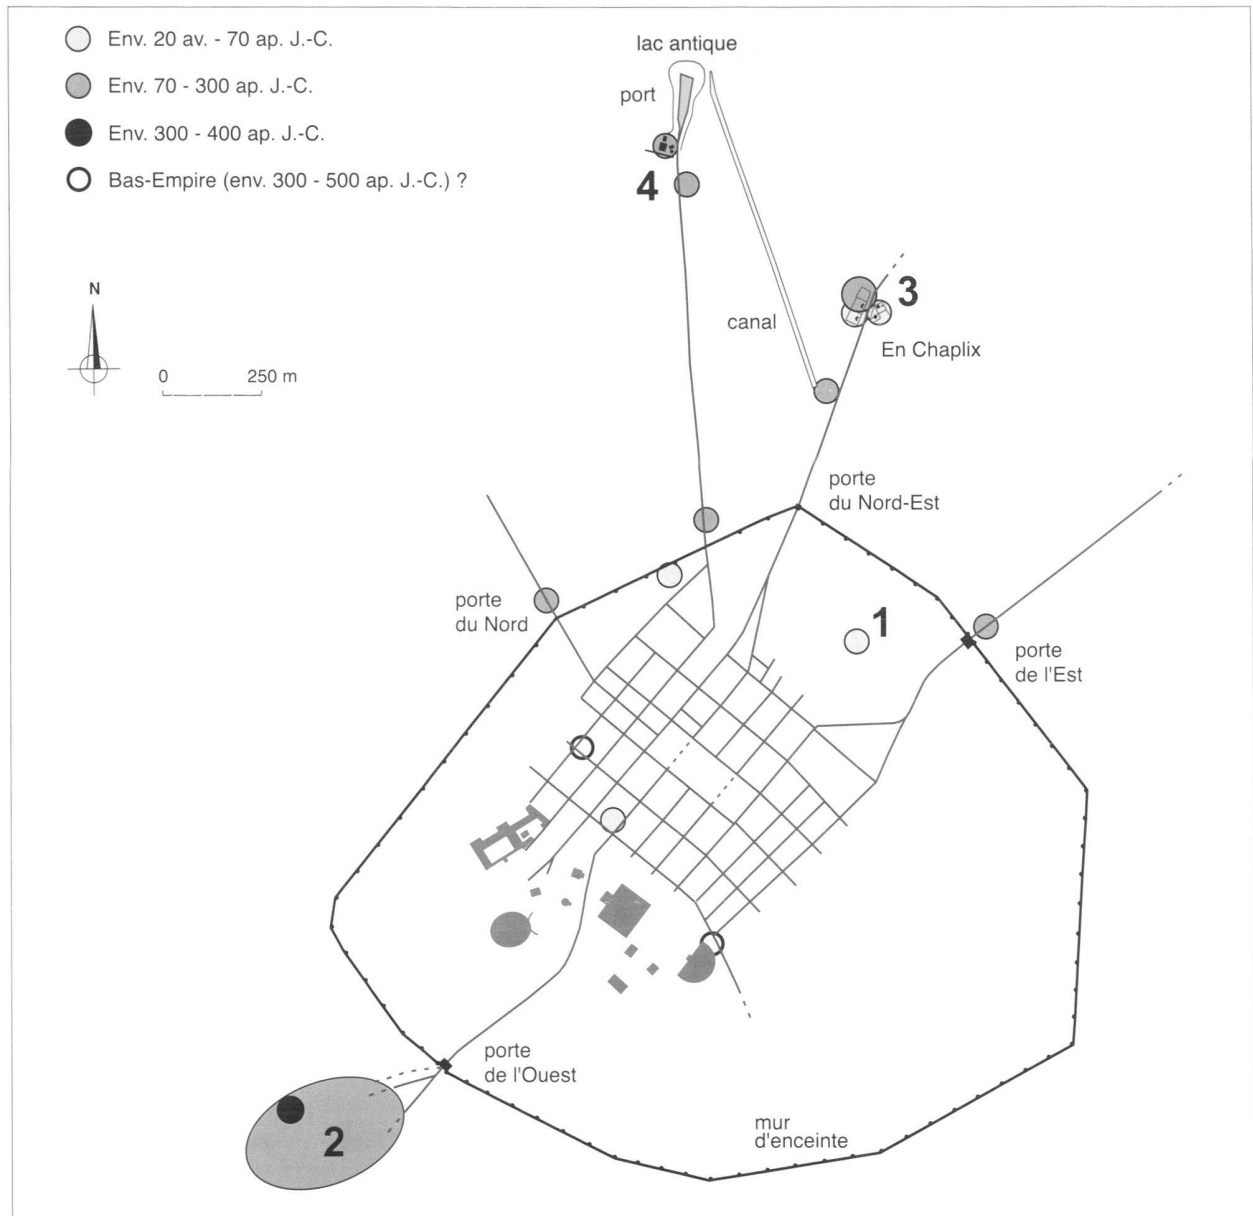 Env. 20 av. - 70 ap. J.-C.
Env. 70 - 300 ap. J.-C.
Env. 300 - 400 ap. J.-C.
Bas-Empire (env. 300 - 500 ap. J.-C.) ?
lac antique
port
4
3
N
0 250 m
canal
En Chaplix
porte
du Nord-Est
porte
du Nord
1
porte
de l'Est
porte
de l'Ouest
2
mur
d'enceinte